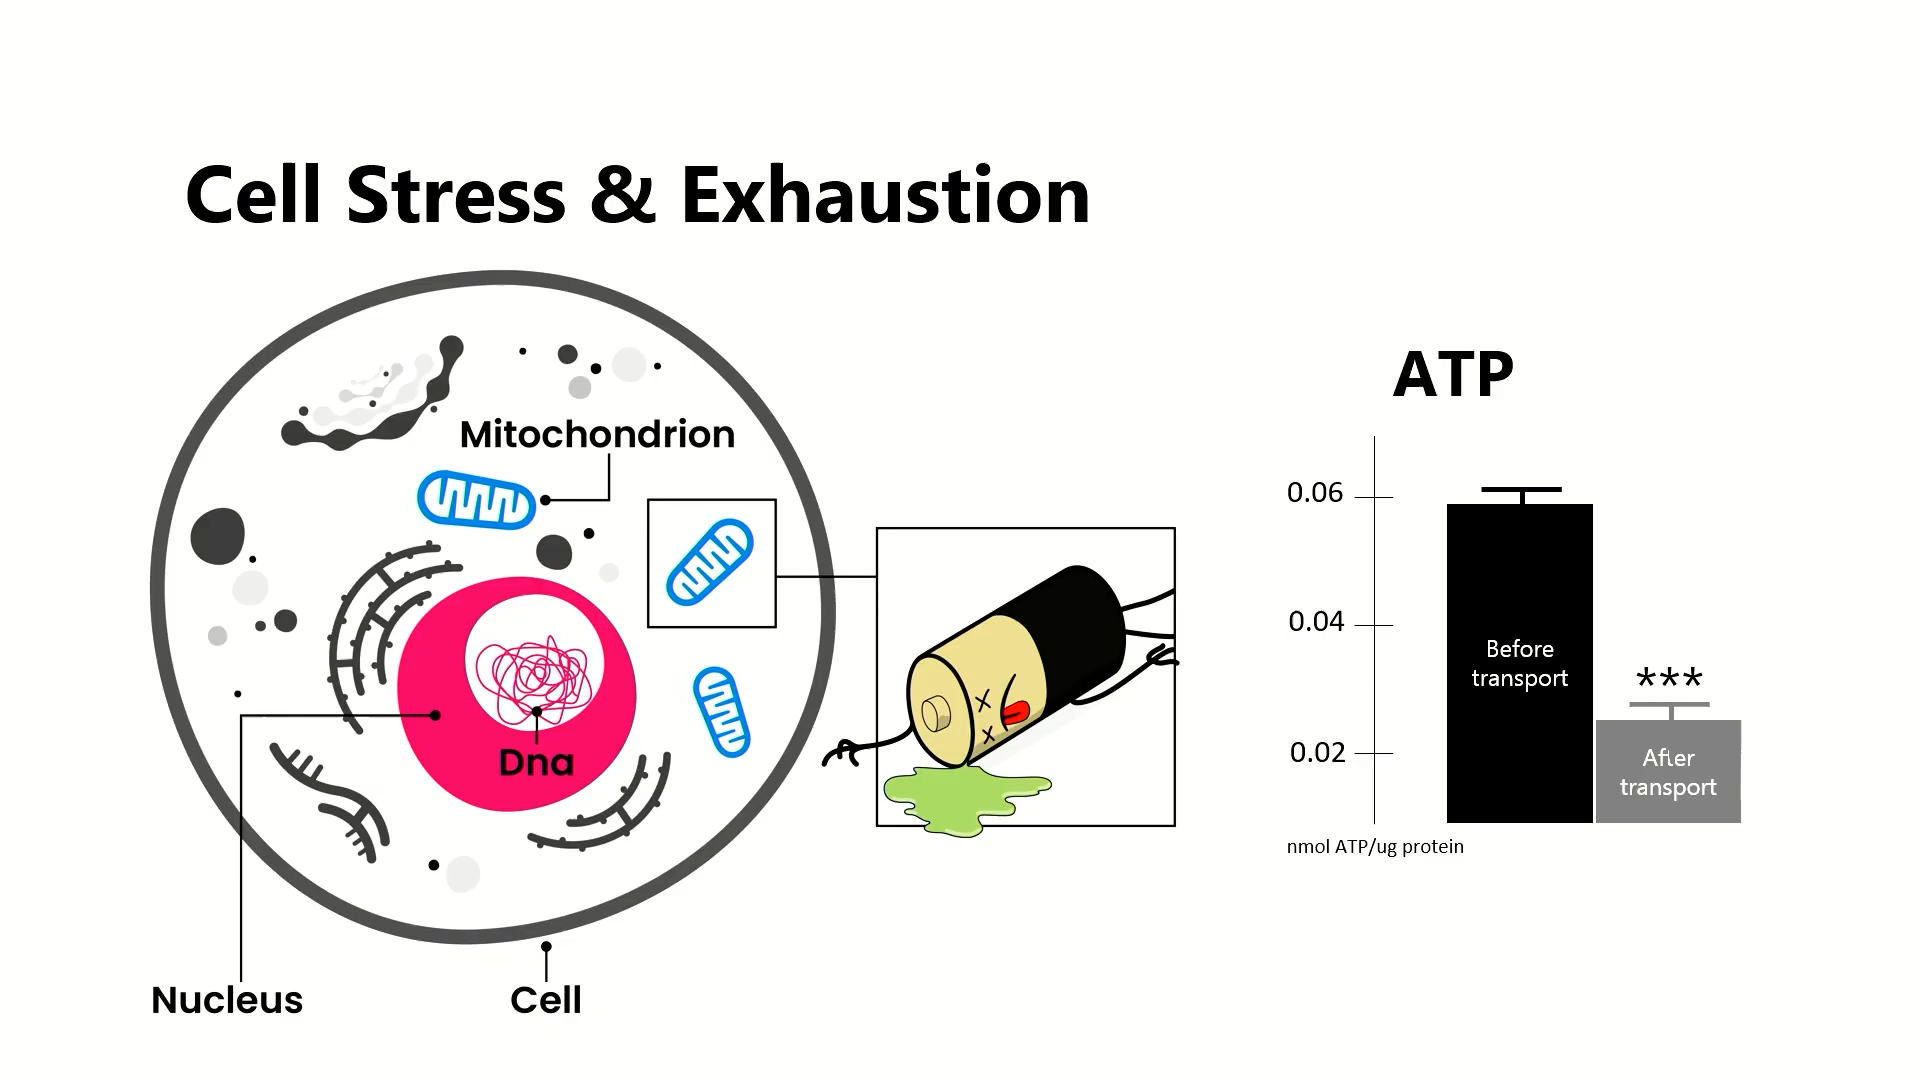 Cell Stress & Exhaustion
Mitochondrion
Dna
Nucleus
Cell
ATP
0.06
0.04
0.02
Before
transport
***
After
transport
nmol ATP/ug protein